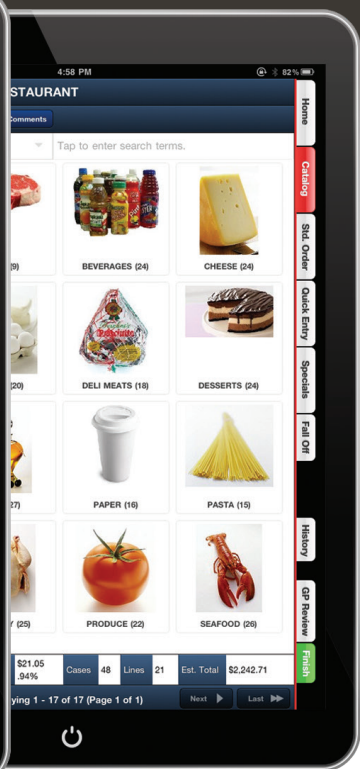 4:58 PM 82%
STAURANT
Comments
Tap to enter search terms.
9) BEVERAGES (24) CHEESE (24)
(20) DELI MEATS (18) DESSERTS (24)
27) PAPER (16) PASTA (15)
Y (25) PRODUCE (22) SEAFOOD (26)
$21.05
.94%
Cases 48 Lines 21 Est. Total $2,242.71
ying 1 - 17 of 17 (Page 1 of 1) Next Last
Home
Catalog
Std. Order
Quick Entry
Specials
Fall Off
History
GP Review
Finish